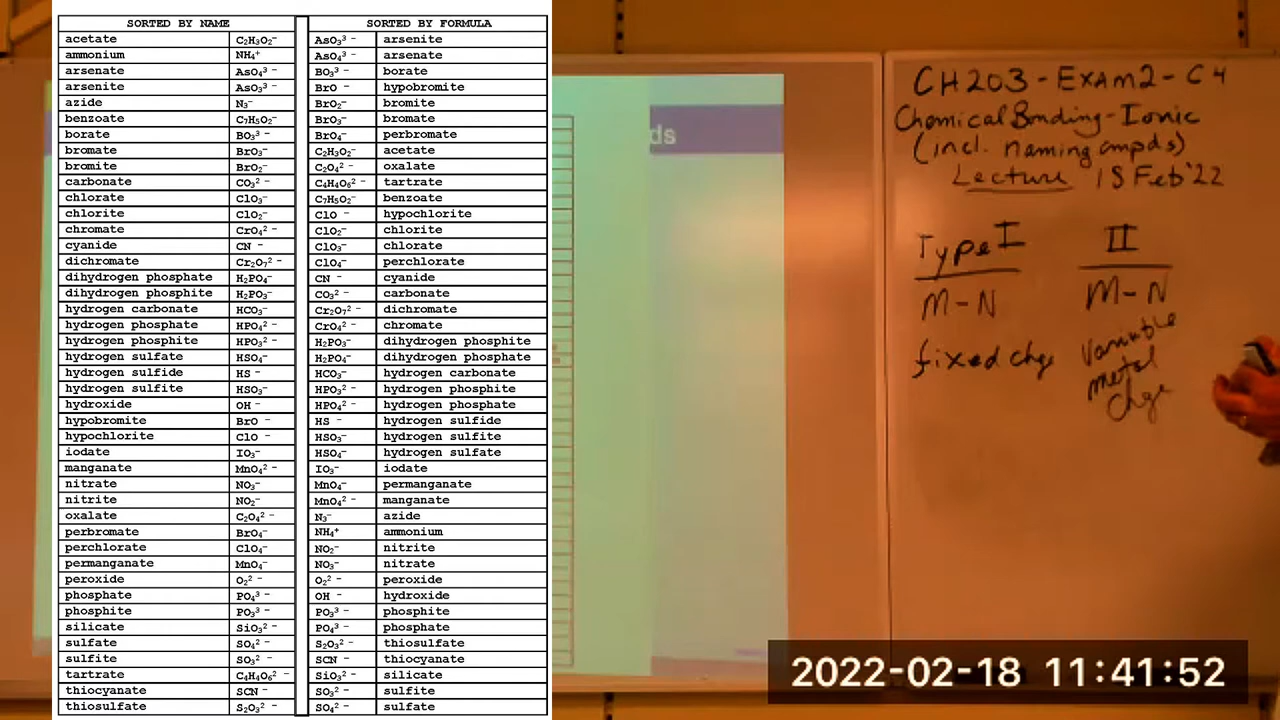 SORTED BY NAME SORTED BY FORMULA
acetate C₂H₃O₂⁻ AsO₃³⁻ arsenite
ammonium NH₄⁺ AsO₄³⁻ arsenate
arsenate AsO₄³⁻ BO₃³⁻ borate
arsenite AsO₃³⁻ BrO⁻ hypobromite
azide N₃⁻ BrO₂⁻ bromite
benzoate C₇H₅O₂⁻ BrO₃⁻ bromate
borate BO₃³⁻ BrO₄⁻ perbromate
bromate BrO₃⁻ C₂H₃O₂⁻ acetate
bromite BrO₂⁻ C₂O₄²⁻ oxalate
carbonate CO₃²⁻ C₄H₄O₆²⁻ tartrate
chlorate ClO₃⁻ C₇H₅O₂⁻ benzoate
chlorite ClO₂⁻ ClO⁻ hypochlorite
chromate CrO₄²⁻ ClO₂⁻ chlorite
cyanide CN⁻ ClO₃⁻ chlorate
dichromate Cr₂O₇²⁻ ClO₄⁻ perchlorate
dihydrogen phosphate H₂PO₄⁻ CN⁻ cyanide
dihydrogen phosphite H₂PO₃⁻ CO₃²⁻ carbonate
hydrogen carbonate HCO₃⁻ Cr₂O₇²⁻ dichromate
hydrogen phosphate HPO₄²⁻ CrO₄²⁻ chromate
hydrogen phosphite HPO₃²⁻ H₂PO₃⁻ dihydrogen phosphite
hydrogen sulfate HSO₄⁻ H₂PO₄⁻ dihydrogen phosphate
hydrogen sulfide HS⁻ HCO₃⁻ hydrogen carbonate
hydrogen sulfite HSO₃⁻ HPO₃²⁻ hydrogen phosphite
hydroxide OH⁻ HPO₄²⁻ hydrogen phosphate
hypobromite BrO⁻ HS⁻ hydrogen sulfide
hypochlorite ClO⁻ HSO₃⁻ hydrogen sulfite
iodate IO₃⁻ HSO₄⁻ hydrogen sulfate
manganate MnO₄²⁻ IO₃⁻ iodate
nitrate NO₃⁻ MnO₄⁻ permanganate
nitrite NO₂⁻ MnO₄²⁻ manganate
oxalate C₂O₄²⁻ N₃⁻ azide
perbromate BrO₄⁻ NH₄⁺ ammonium
perchlorate ClO₄⁻ NO₂⁻ nitrite
permanganate MnO₄⁻ NO₃⁻ nitrate
peroxide O₂²⁻ O₂²⁻ peroxide
phosphate PO₄³⁻ OH⁻ hydroxide
phosphite PO₃³⁻ PO₃³⁻ phosphite
silicate SiO₃²⁻ PO₄³⁻ phosphate
sulfate SO₄²⁻ S₂O₃²⁻ thiosulfate
sulfite SO₃²⁻ SCN⁻ thiocyanate
tartrate C₄H₄O₆²⁻ SiO₃²⁻ silicate
thiocyanate SCN⁻ SO₃²⁻ sulfite
thiosulfate S₂O₃²⁻ SO₄²⁻ sulfate
ds
CH203-Exam2-C4
Chemical Bonding-Ionic
(incl. naming cmpds)
Lecture 18 Feb '22
Type I II
M-N M-N
fixed chg variable
metal
chge
2022-02-18 11:41:52